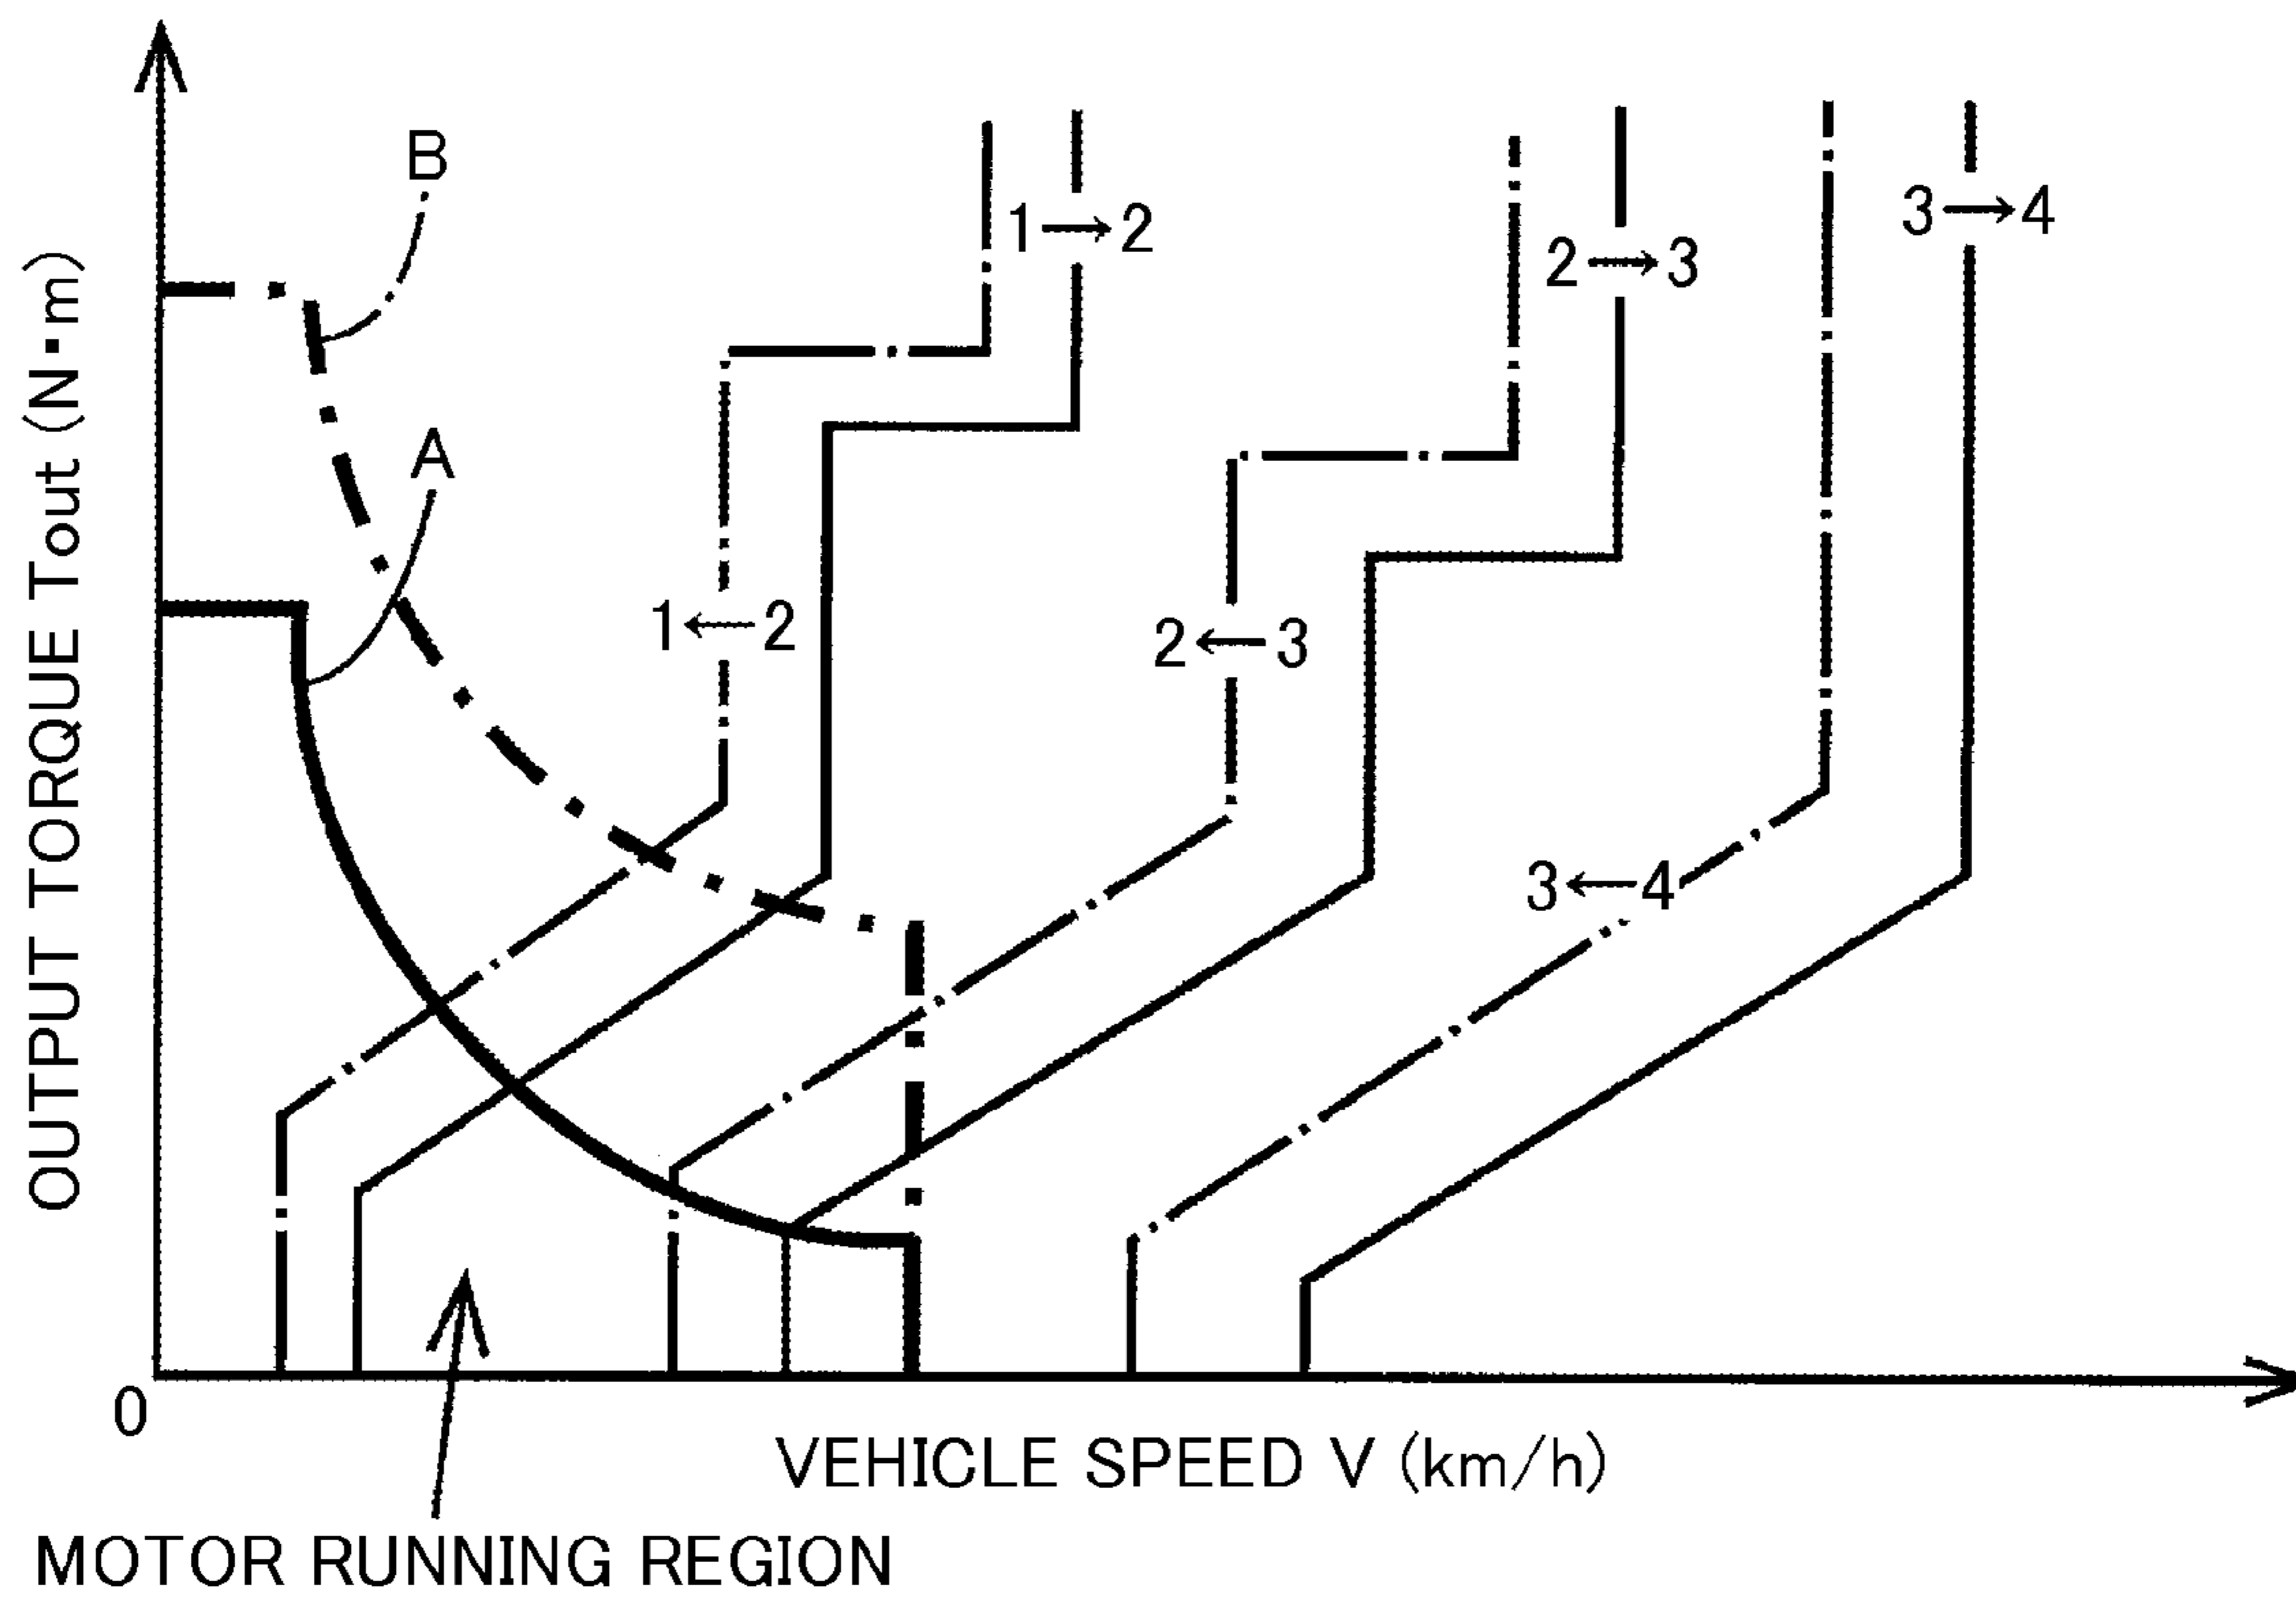 B
1→2
3→4
2→3
OUTPUT TORQUE Tout (N·m)
A
1←2
2←3
3←4
0
VEHICLE SPEED V (km/h)
MOTOR RUNNING REGION